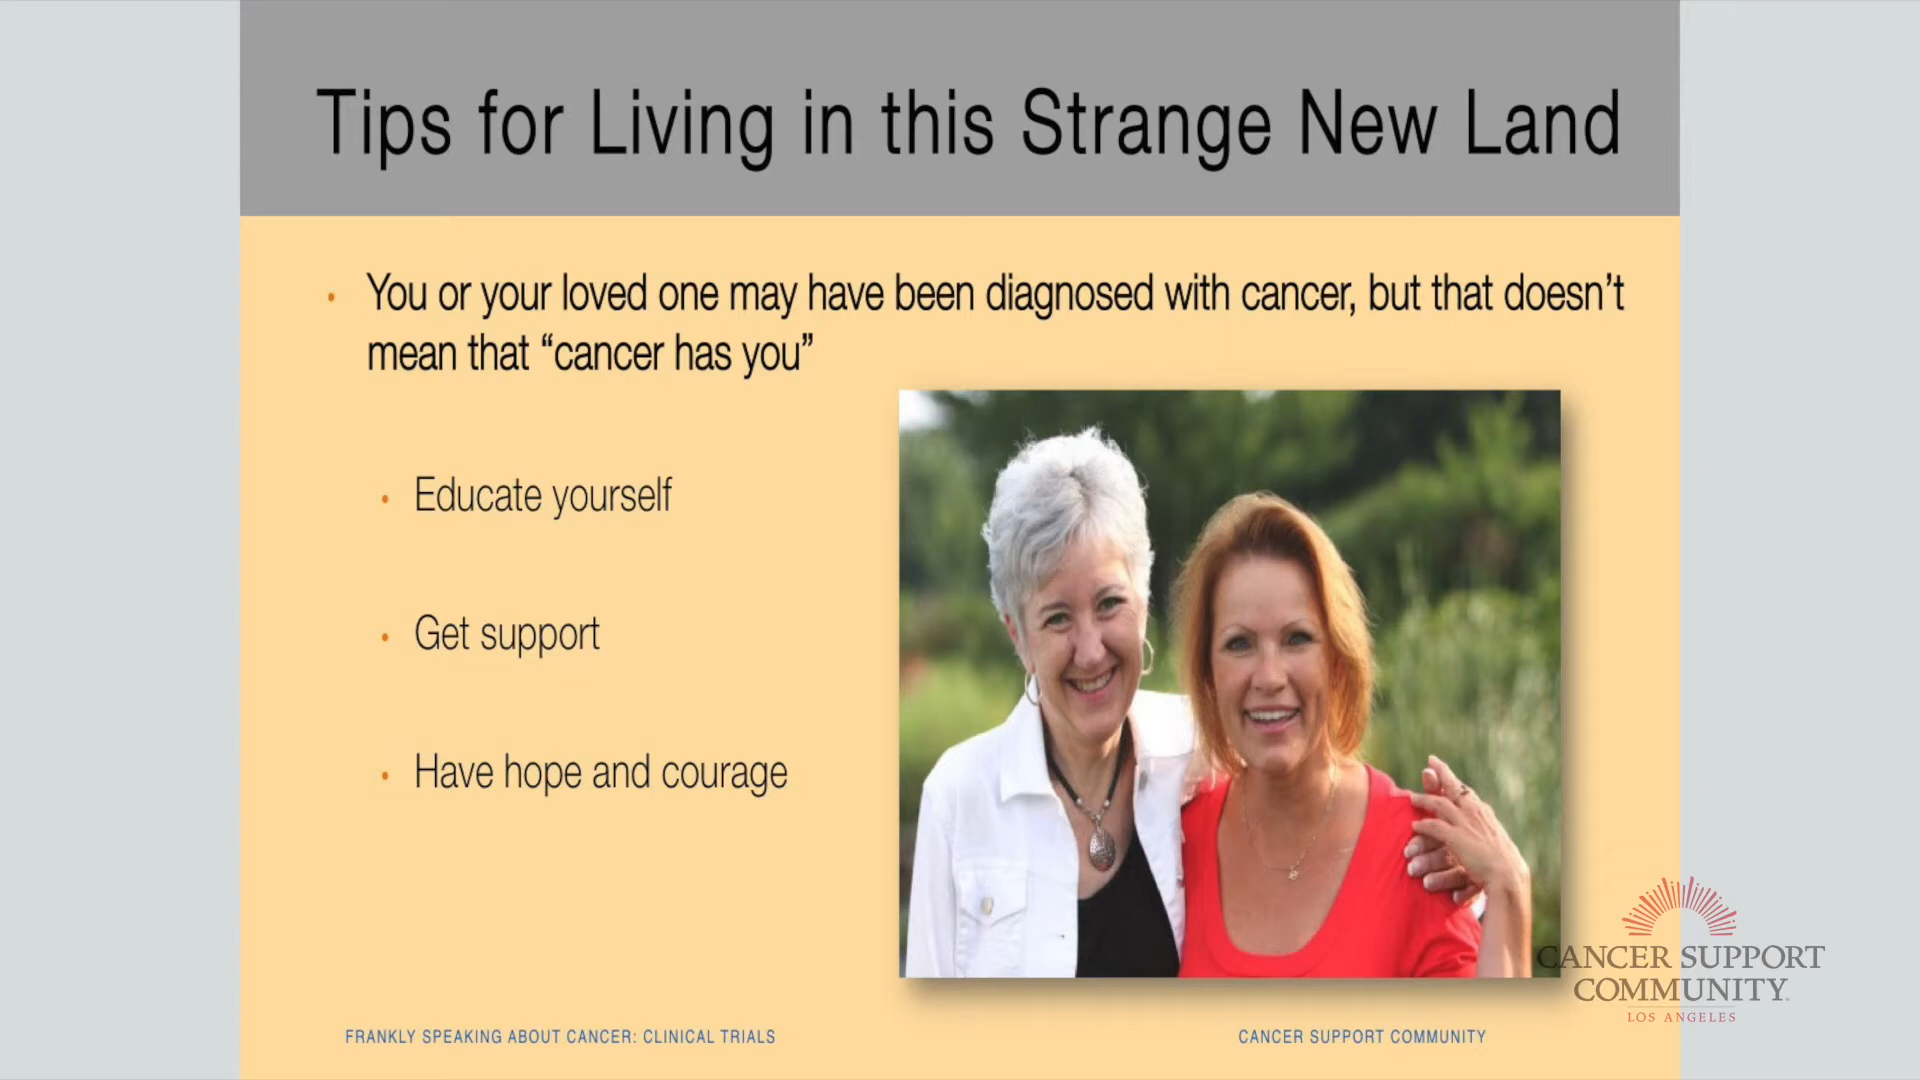 Tips for Living in this Strange New Land
• You or your loved one may have been diagnosed with cancer, but that doesn’t
mean that “cancer has you”
• Educate yourself
• Get support
• Have hope and courage
CANCER SUPPORT
COMMUNITY
LOS ANGELES
FRANKLY SPEAKING ABOUT CANCER: CLINICAL TRIALS
CANCER SUPPORT COMMUNITY